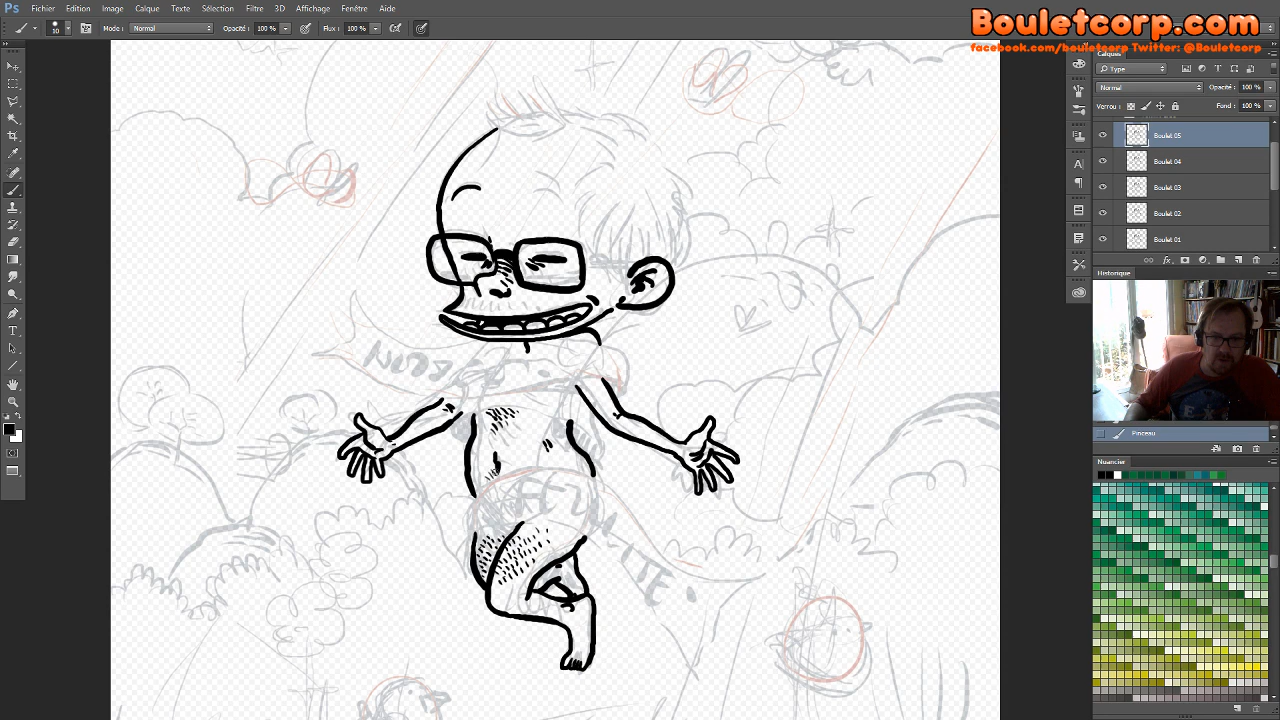 Ps Fichier Edition Image Calque Texte Sélection Filtre 3D Affichage Fenêtre Aide
10 Mode : Normal Opacité : 100 % Flux : 100 %
Bouletcorp.com
facebook.com/bouletcorp Twitter: @Bouletcorp
Calques
Type
Normal Opacité : 100 %
Verrou : Fond : 100 %
Boulet 05
Boulet 04
Boulet 03
Boulet 02
Boulet 01
fx
Historique
Pinceau
Nuancier